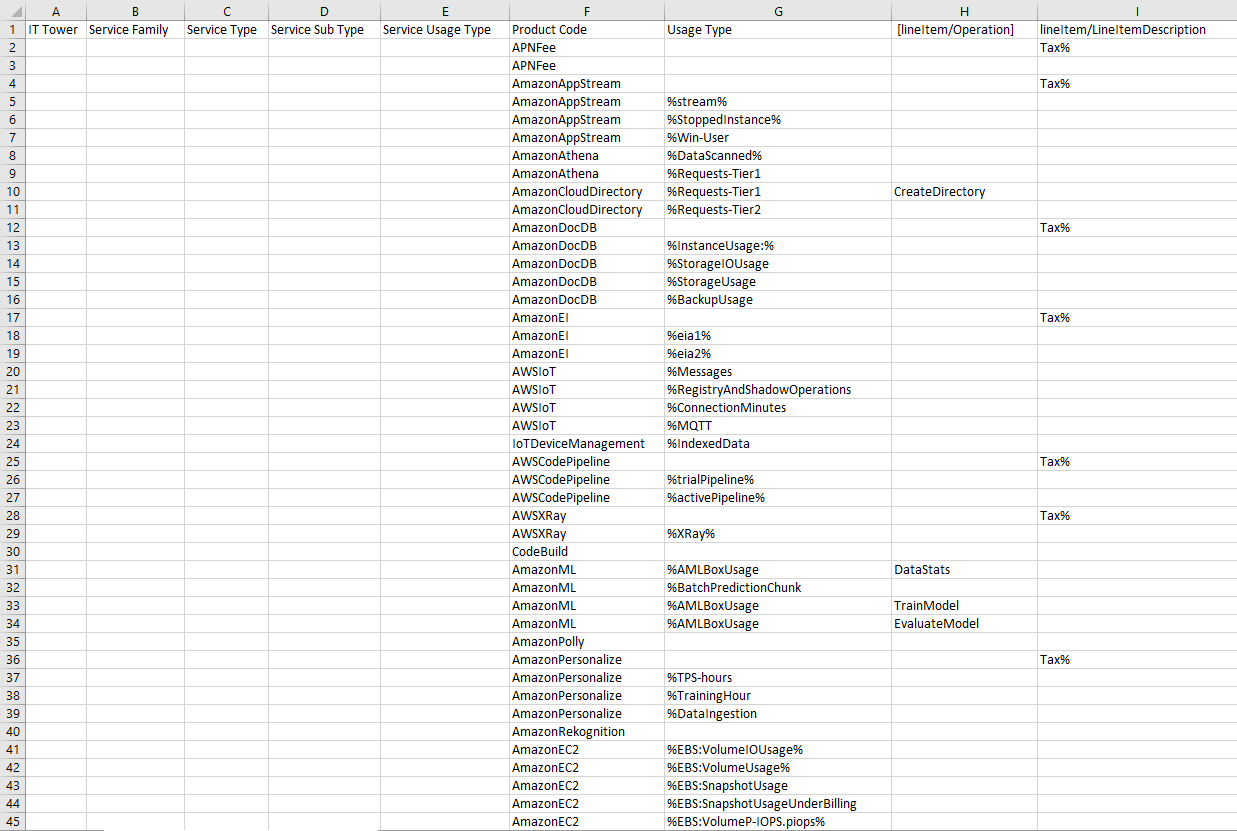 A B C D E F G H I
1 IT Tower Service Family Service Type Service Sub Type Service Usage Type Product Code Usage Type [lineItem/Operation] lineItem/LineItemDescription
2 APNFee Tax%
3 APNFee
4 AmazonAppStream Tax%
5 AmazonAppStream %stream%
6 AmazonAppStream %StoppedInstance%
7 AmazonAppStream %Win-User
8 AmazonAthena %DataScanned%
9 AmazonAthena %Requests-Tier1
10 AmazonCloudDirectory %Requests-Tier1 CreateDirectory
11 AmazonCloudDirectory %Requests-Tier2
12 AmazonDocDB Tax%
13 AmazonDocDB %InstanceUsage:%
14 AmazonDocDB %StorageIOUsage
15 AmazonDocDB %StorageUsage
16 AmazonDocDB %BackupUsage
17 AmazonEI Tax%
18 AmazonEI %eia1%
19 AmazonEI %eia2%
20 AWSIoT %Messages
21 AWSIoT %RegistryAndShadowOperations
22 AWSIoT %ConnectionMinutes
23 AWSIoT %MQTT
24 IoTDeviceManagement %IndexedData
25 AWSCodePipeline Tax%
26 AWSCodePipeline %trialPipeline%
27 AWSCodePipeline %activePipeline%
28 AWSXRay Tax%
29 AWSXRay %XRay%
30 CodeBuild
31 AmazonML %AMLBoxUsage DataStats
32 AmazonML %BatchPredictionChunk
33 AmazonML %AMLBoxUsage TrainModel
34 AmazonML %AMLBoxUsage EvaluateModel
35 AmazonPolly
36 AmazonPersonalize Tax%
37 AmazonPersonalize %TPS-hours
38 AmazonPersonalize %TrainingHour
39 AmazonPersonalize %DataIngestion
40 AmazonRekognition
41 AmazonEC2 %EBS:VolumeIOUsage%
42 AmazonEC2 %EBS:VolumeUsage%
43 AmazonEC2 %EBS:SnapshotUsage
44 AmazonEC2 %EBS:SnapshotUsageUnderBilling
45 AmazonEC2 %EBS:VolumeP-IOPS.piops%